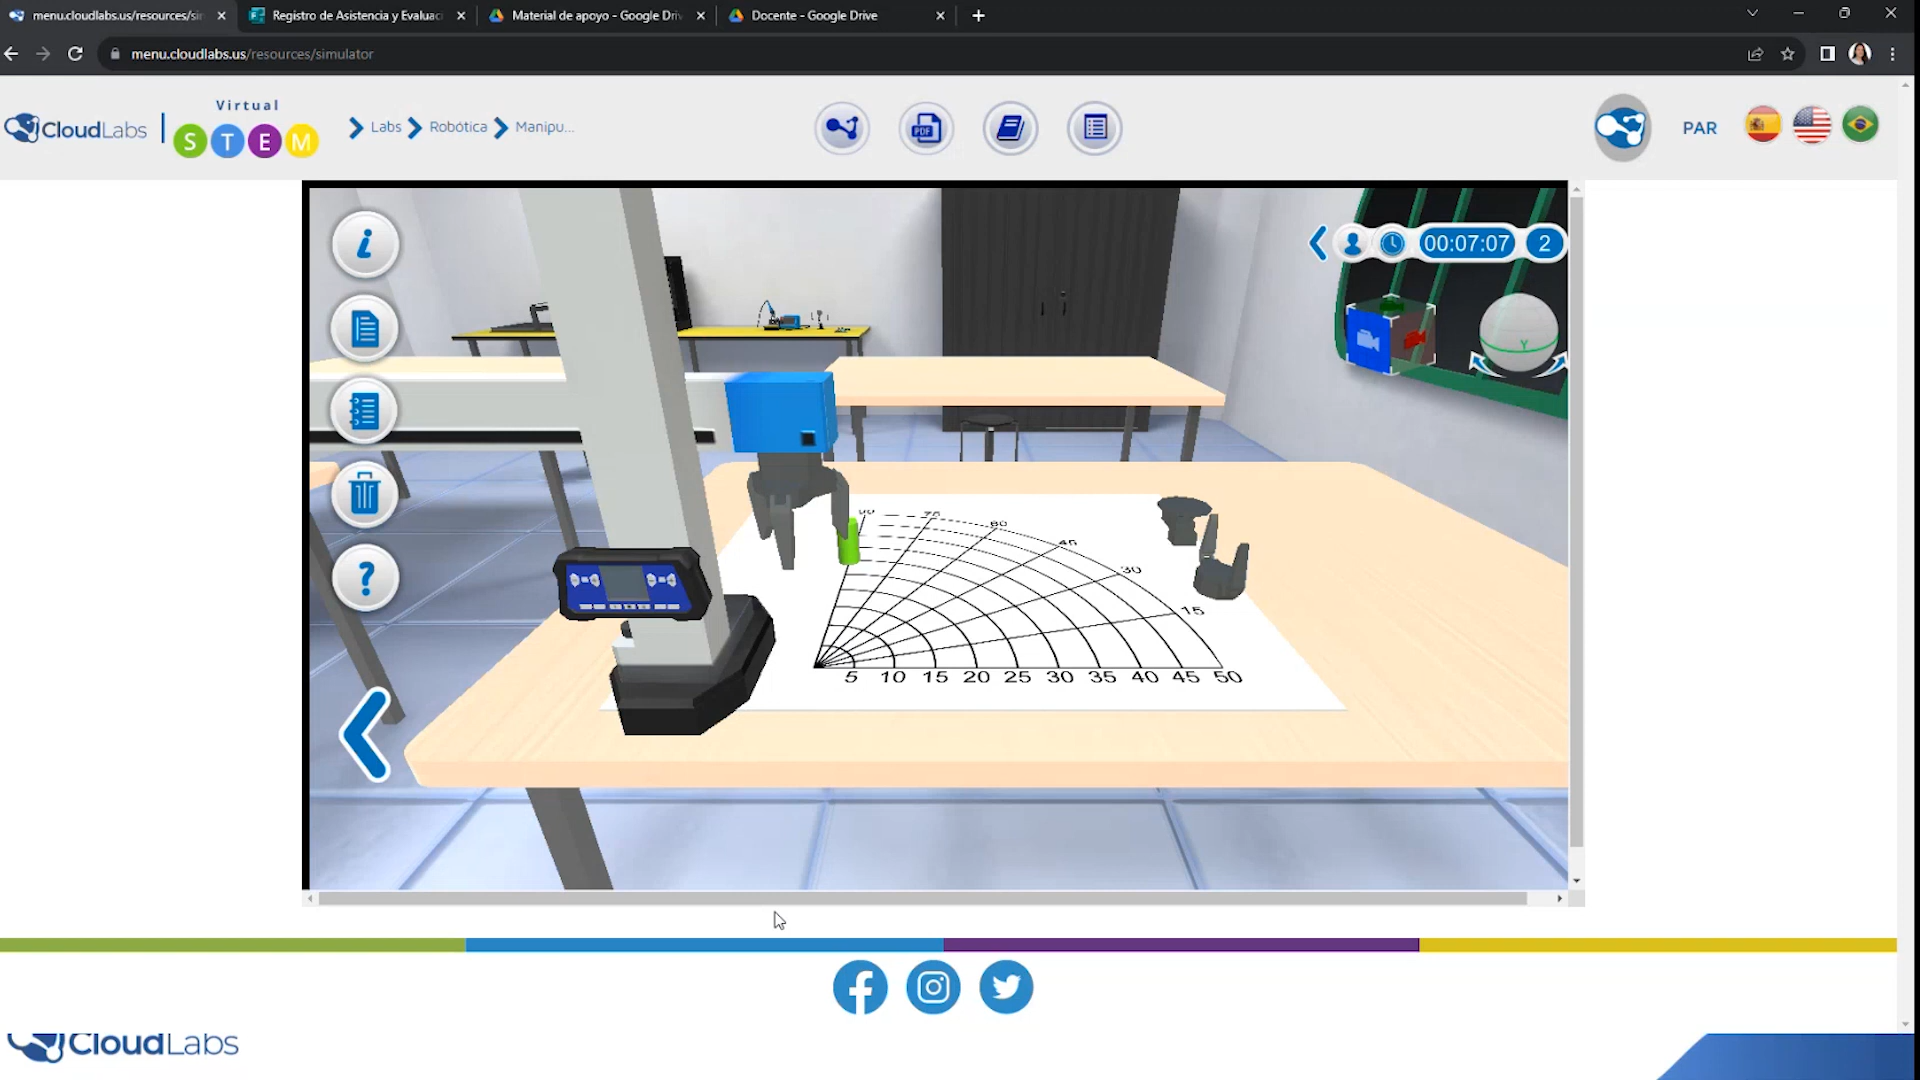 menu.cloudlabs.us/resources/sir
Registro de Asistencia y Evaluac
Material de apoyo - Google Driv
Docente - Google Drive
menu.cloudlabs.us/resources/simulator
CloudLabs
Virtual
S T E M
Labs
Robótica
Manipu...
PDF
PAR
i
00:07:07
2
Y
?
75
60
45
30
15
5 10 15 20 25 30 35 40 45 50
CloudLabs